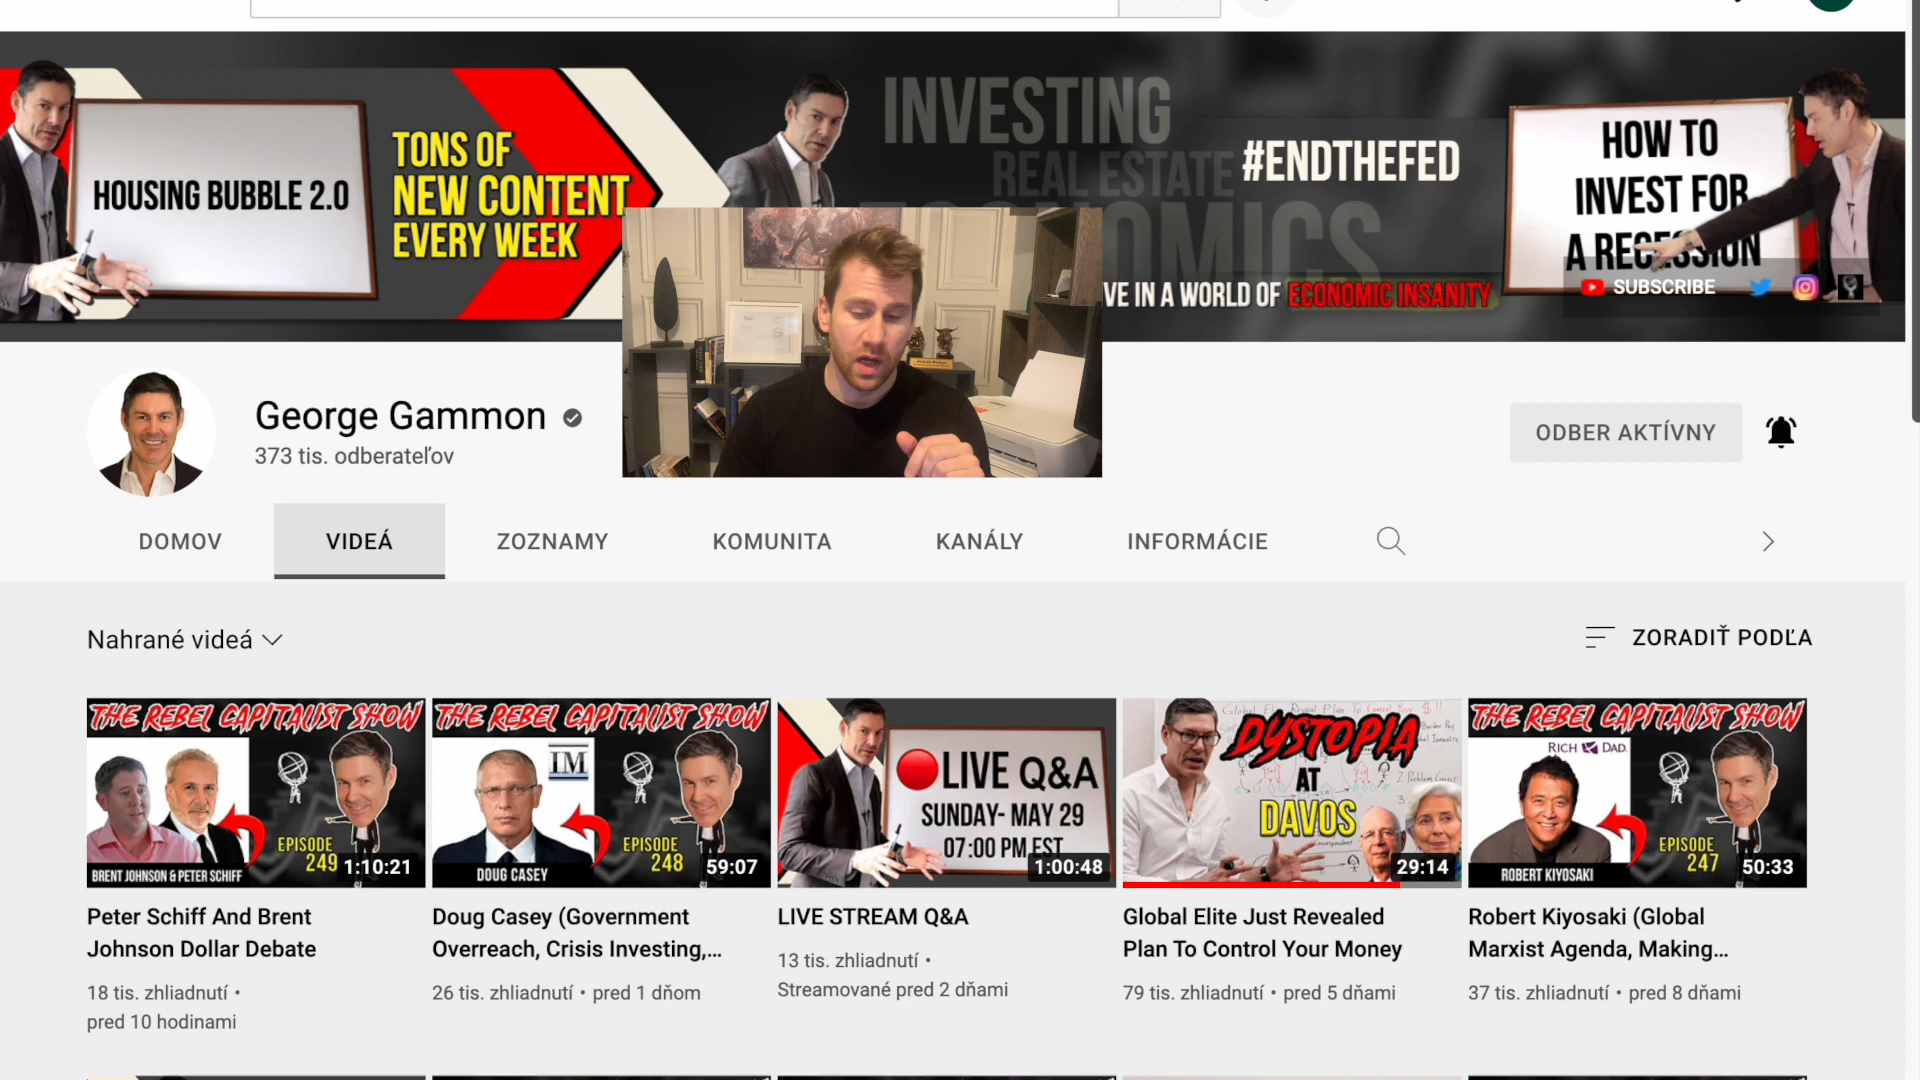 HOUSING BUBBLE 2.0
TONS OF
NEW CONTENT
EVERY WEEK
INVESTING
REAL ESTATE
#ENDTHEFED
VE IN A WORLD OF ECONOMIC INSANITY
HOW TO
INVEST FOR
A RECESSION
SUBSCRIBE
George Gammon
373 tis. odberateľov
ODBER AKTÍVNY
DOMOV
VIDEÁ
ZOZNAMY
KOMUNITA
KANÁLY
INFORMÁCIE
Nahrané videá
ZORADIŤ PODĽA
THE REBEL CAPITALIST SHOW
EPISODE
249
1:10:21
BRENT JOHNSON & PETER SCHIFF
Peter Schiff And Brent
Johnson Dollar Debate
18 tis. zhliadnutí •
pred 10 hodinami
THE REBEL CAPITALIST SHOW
IM
EPISODE
248
59:07
DOUG CASEY
Doug Casey (Government
Overreach, Crisis Investing,...
26 tis. zhliadnutí • pred 1 dňom
LIVE Q&A
SUNDAY- MAY 29
07:00 PM EST
1:00:48
LIVE STREAM Q&A
13 tis. zhliadnutí •
Streamované pred 2 dňami
DYSTOPIA
AT
DAVOS
29:14
Global Elite Just Revealed
Plan To Control Your Money
79 tis. zhliadnutí • pred 5 dňami
THE REBEL CAPITALIST SHOW
RICH DAD.
EPISODE
247
50:33
ROBERT KIYOSAKI
Robert Kiyosaki (Global
Marxist Agenda, Making...
37 tis. zhliadnutí • pred 8 dňami